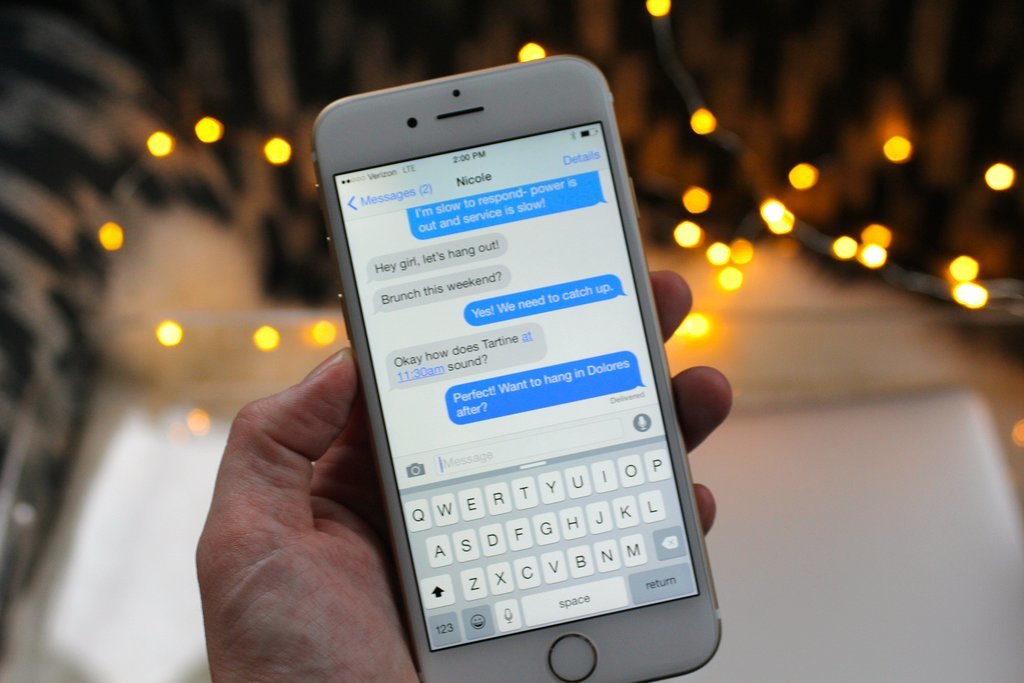 Verizon LTE 2:00 PM
Messages (2) Nicole Details
I'm slow to respond- power is
out and service is slow!
Hey girl, let's hang out!
Brunch this weekend?
Yes! We need to catch up.
Okay how does Tartine at
11:30am sound?
Perfect! Want to hang in Dolores
after?
Delivered
Message
Q W E R T Y U I O P
A S D F G H J K L
Z X C V B N M
123 space return